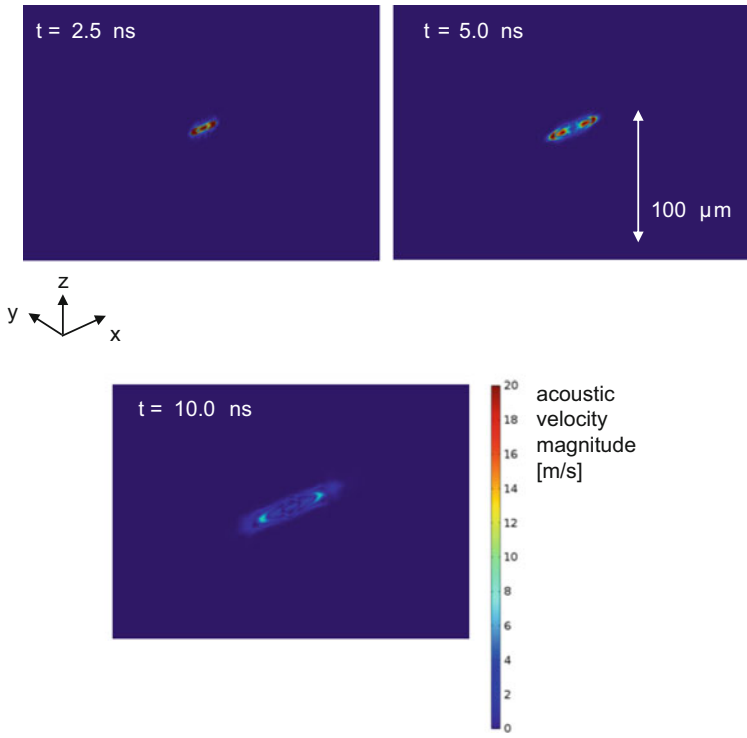 t = 2.5 ns
t = 5.0 ns
100 µm
z
y
x
t = 10.0 ns
20
18
16
14
12
10
8
6
4
2
0
acoustic
velocity
magnitude
[m/s]